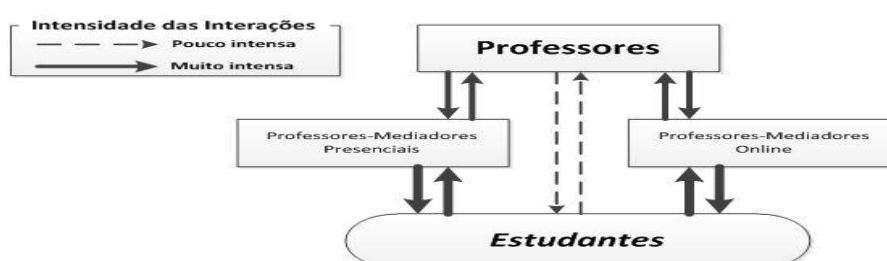 Intensidade das Interações
Pouco intensa
Muito intensa
Professores
Professores-Mediadores
Presenciais
Professores-Mediadores
Online
Estudantes